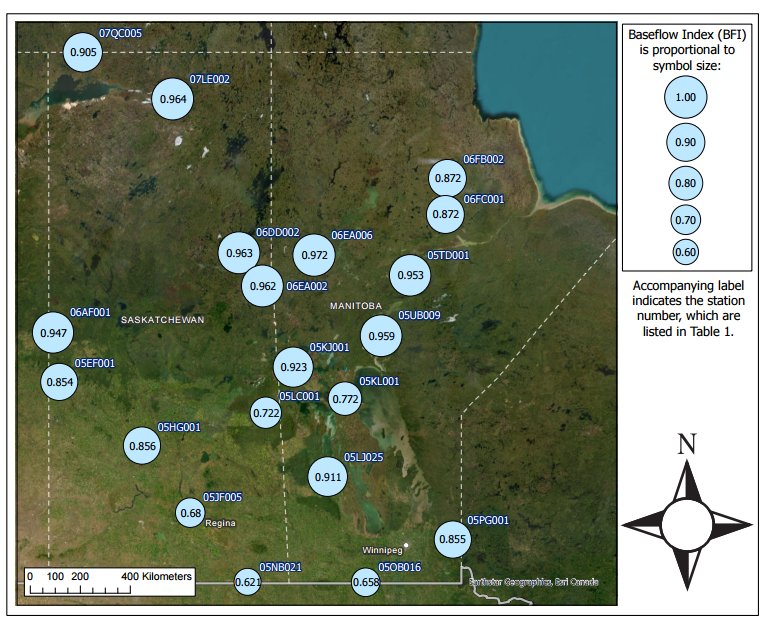 07QC005
0.905
07LE002
0.964
06FB002
0.872
06FC001
0.872
06DD002
0.963
06EA006
0.972
06EA002
0.962
05TD001
0.953
MANITOBA
05UB009
0.959
06AF001
0.947
SASKATCHEWAN
05KJ001
0.923
05EF001
0.854
05KL001
0.772
05LC001
0.722
05HG001
0.856
05LJ025
0.911
05JF005
0.68
Regina
05PG001
0.855
Winnipeg
05NB021
0.621
05OB016
0.658
0 100 200 400 Kilometers
Earthstar Geographics, Esri Canada
Baseflow Index (BFI)
is proportional to
symbol size:
1.00
0.90
0.80
0.70
0.60
Accompanying label
indicates the station
number, which are
listed in Table 1.
N